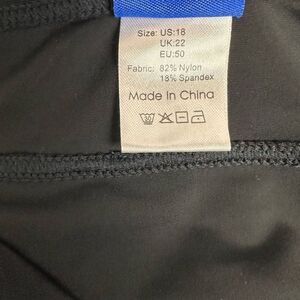 Size: US:18
UK:22
EU:50
Fabric: 82% Nylon
18% Spandex
Made in China